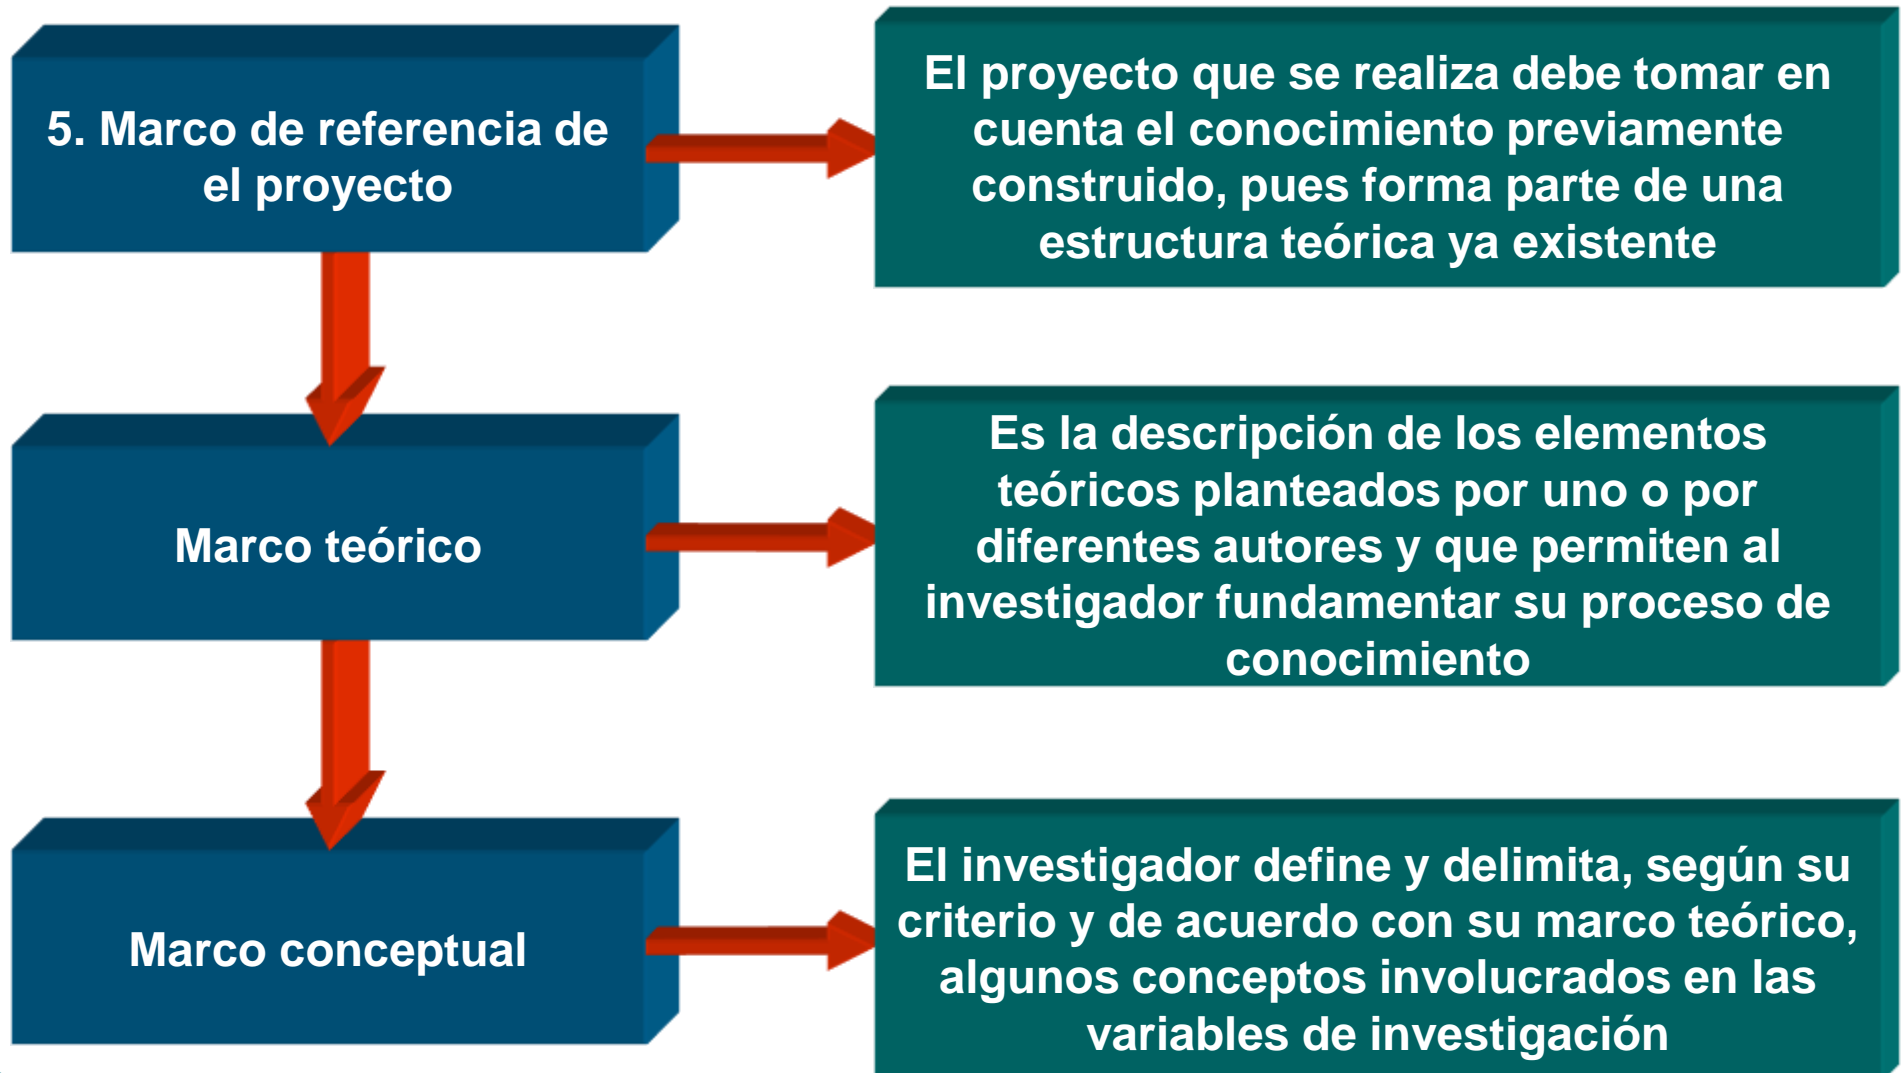 5. Marco de referencia de
el proyecto
El proyecto que se realiza debe tomar en
cuenta el conocimiento previamente
construido, pues forma parte de una
estructura teórica ya existente
Marco teórico
Es la descripción de los elementos
teóricos planteados por uno o por
diferentes autores y que permiten al
investigador fundamentar su proceso de
conocimiento
Marco conceptual
El investigador define y delimita, según su
criterio y de acuerdo con su marco teórico,
algunos conceptos involucrados en las
variables de investigación